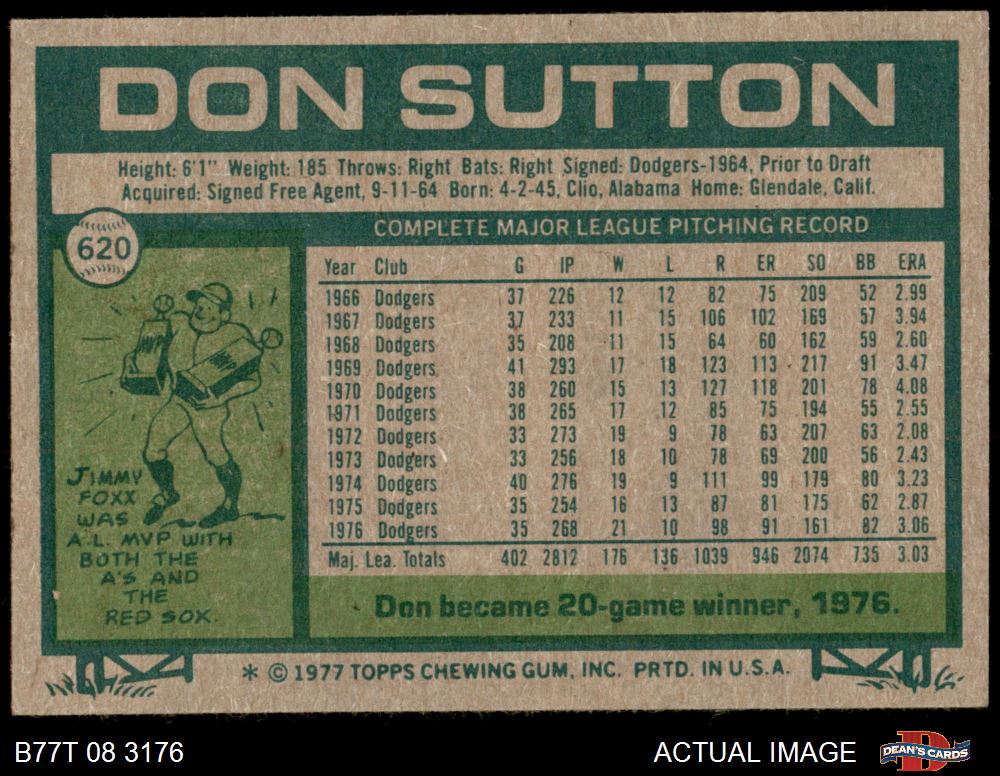 DON SUTTON
Height: 6'1" Weight: 185 Throws: Right Bats: Right Signed: Dodgers-1964, Prior to Draft
Acquired: Signed Free Agent, 9-11-64 Born: 4-2-45, Clio, Alabama Home: Glendale, Calif.
620
COMPLETE MAJOR LEAGUE PITCHING RECORD
Year Club G IP W L R ER SO BB ERA
1966 Dodgers 37 226 12 12 82 75 209 52 2.99
1967 Dodgers 37 233 11 15 106 102 169 57 3.94
1968 Dodgers 35 208 11 15 64 60 162 59 2.60
1969 Dodgers 41 293 17 18 123 113 217 91 3.47
1970 Dodgers 38 260 15 13 127 118 201 78 4.08
1971 Dodgers 38 265 17 12 85 75 194 55 2.55
1972 Dodgers 33 273 19 9 78 63 207 63 2.08
1973 Dodgers 33 256 18 10 78 69 200 56 2.43
1974 Dodgers 40 276 19 9 111 99 179 80 3.23
1975 Dodgers 35 254 16 13 87 81 175 62 2.87
1976 Dodgers 35 268 21 10 98 91 161 82 3.06
Maj. Lea. Totals 402 2812 176 136 1039 946 2074 735 3.03
Don became 20-game winner, 1976.
MVP
MVP
JIMMY
FOXX
WAS
A.L. MVP WITH
BOTH THE
A'S AND
THE
RED SOX.
* © 1977 TOPPS CHEWING GUM, INC. PRTD. IN U.S.A.
B77T 08 3176
ACTUAL IMAGE
D
DEAN'S CARDS